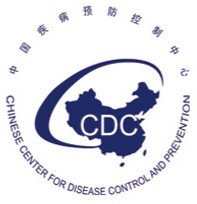 中国疾病预防控制中心
CDC
CHINESE CENTER FOR DISEASE CONTROL AND PREVENTION